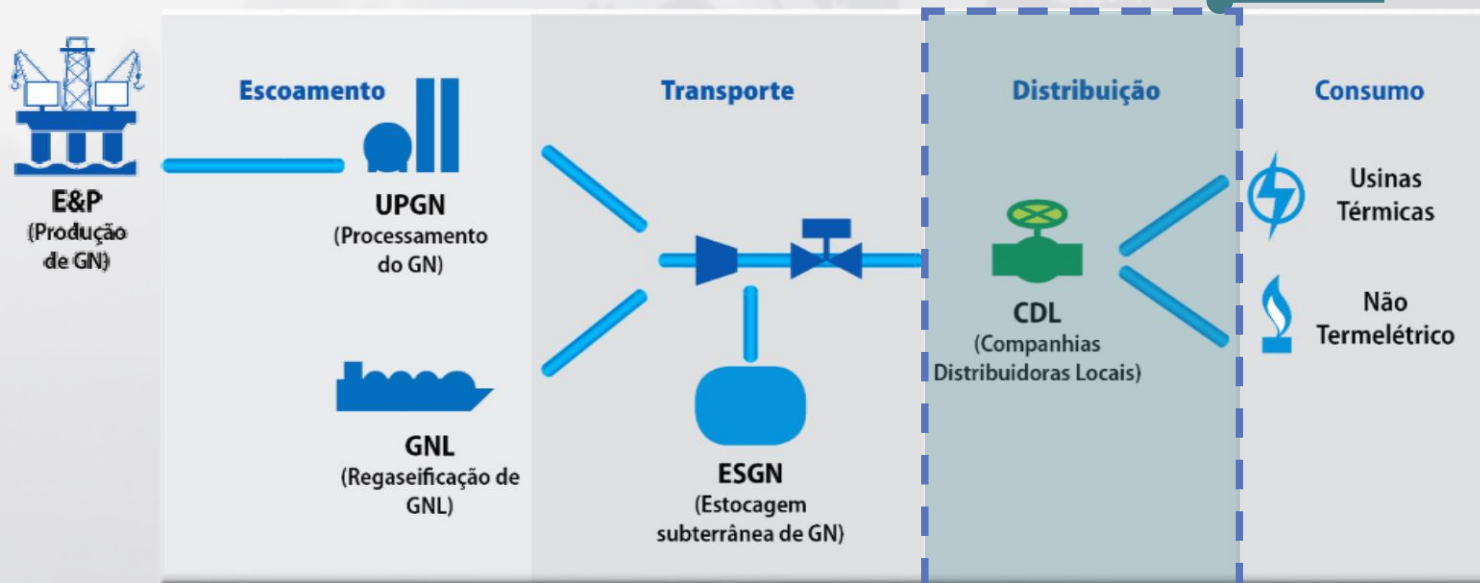 E&P
(Produção
de GN)
Escoamento
UPGN
(Processamento
do GN)
GNL
(Regaseificação de
GNL)
Transporte
ESGN
(Estocagem
subterrânea de GN)
Distribuição
CDL
(Companhias
Distribuidoras Locais)
Consumo
Usinas
Térmicas
Não
Termelétrico